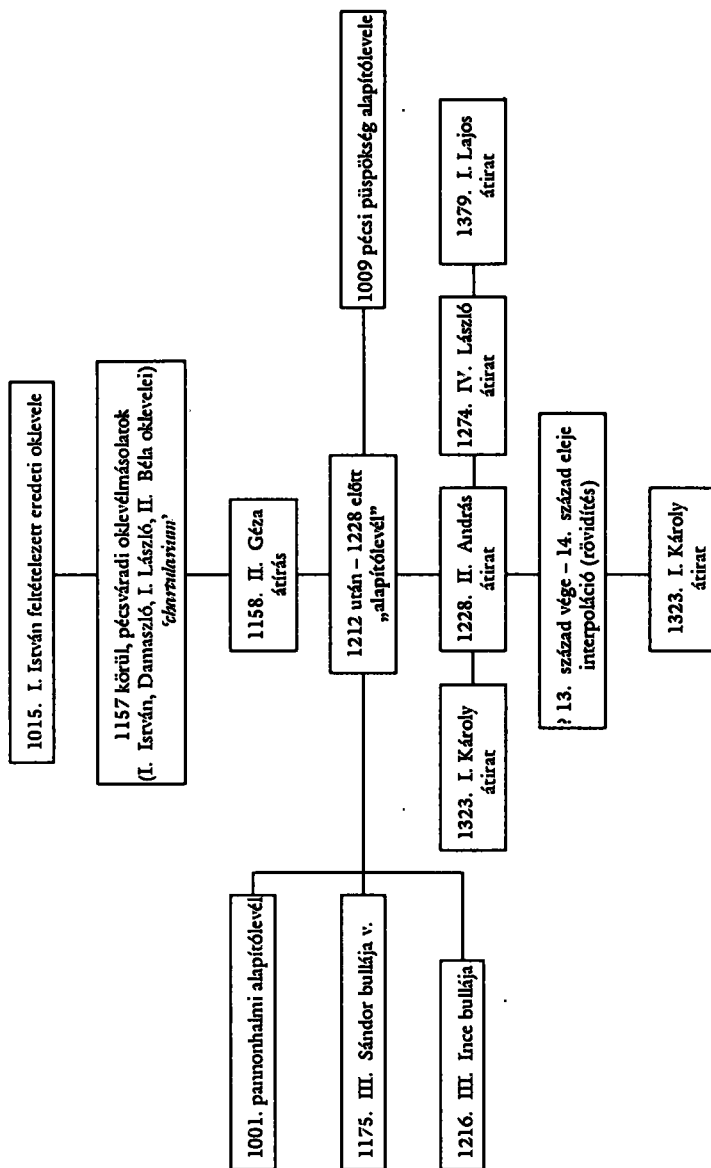 1015. I. István feltételezett eredeti oklevele
1157 körül, pécsváradi oklevélmásolatok
(I. István, Damaszló, I. László, II. Béla oklevelei)
'chartularium'
1158. II. Géza
átírás
1001. pannonhalmi alapítólevél
1175. III. Sándor bullája v.
1216. III. Ince bullája
1212 után – 1228 előtt
„alapítólevél”
1009 pécsi püspökség alapítólevele
1323. I. Károly
átirat
1228. II. András
átirat
1274. IV. László
átirat
1379. I. Lajos
átirat
? 13. század vége – 14. század eleje
interpoláció (rövidítés)
1323. I. Károly
átirat